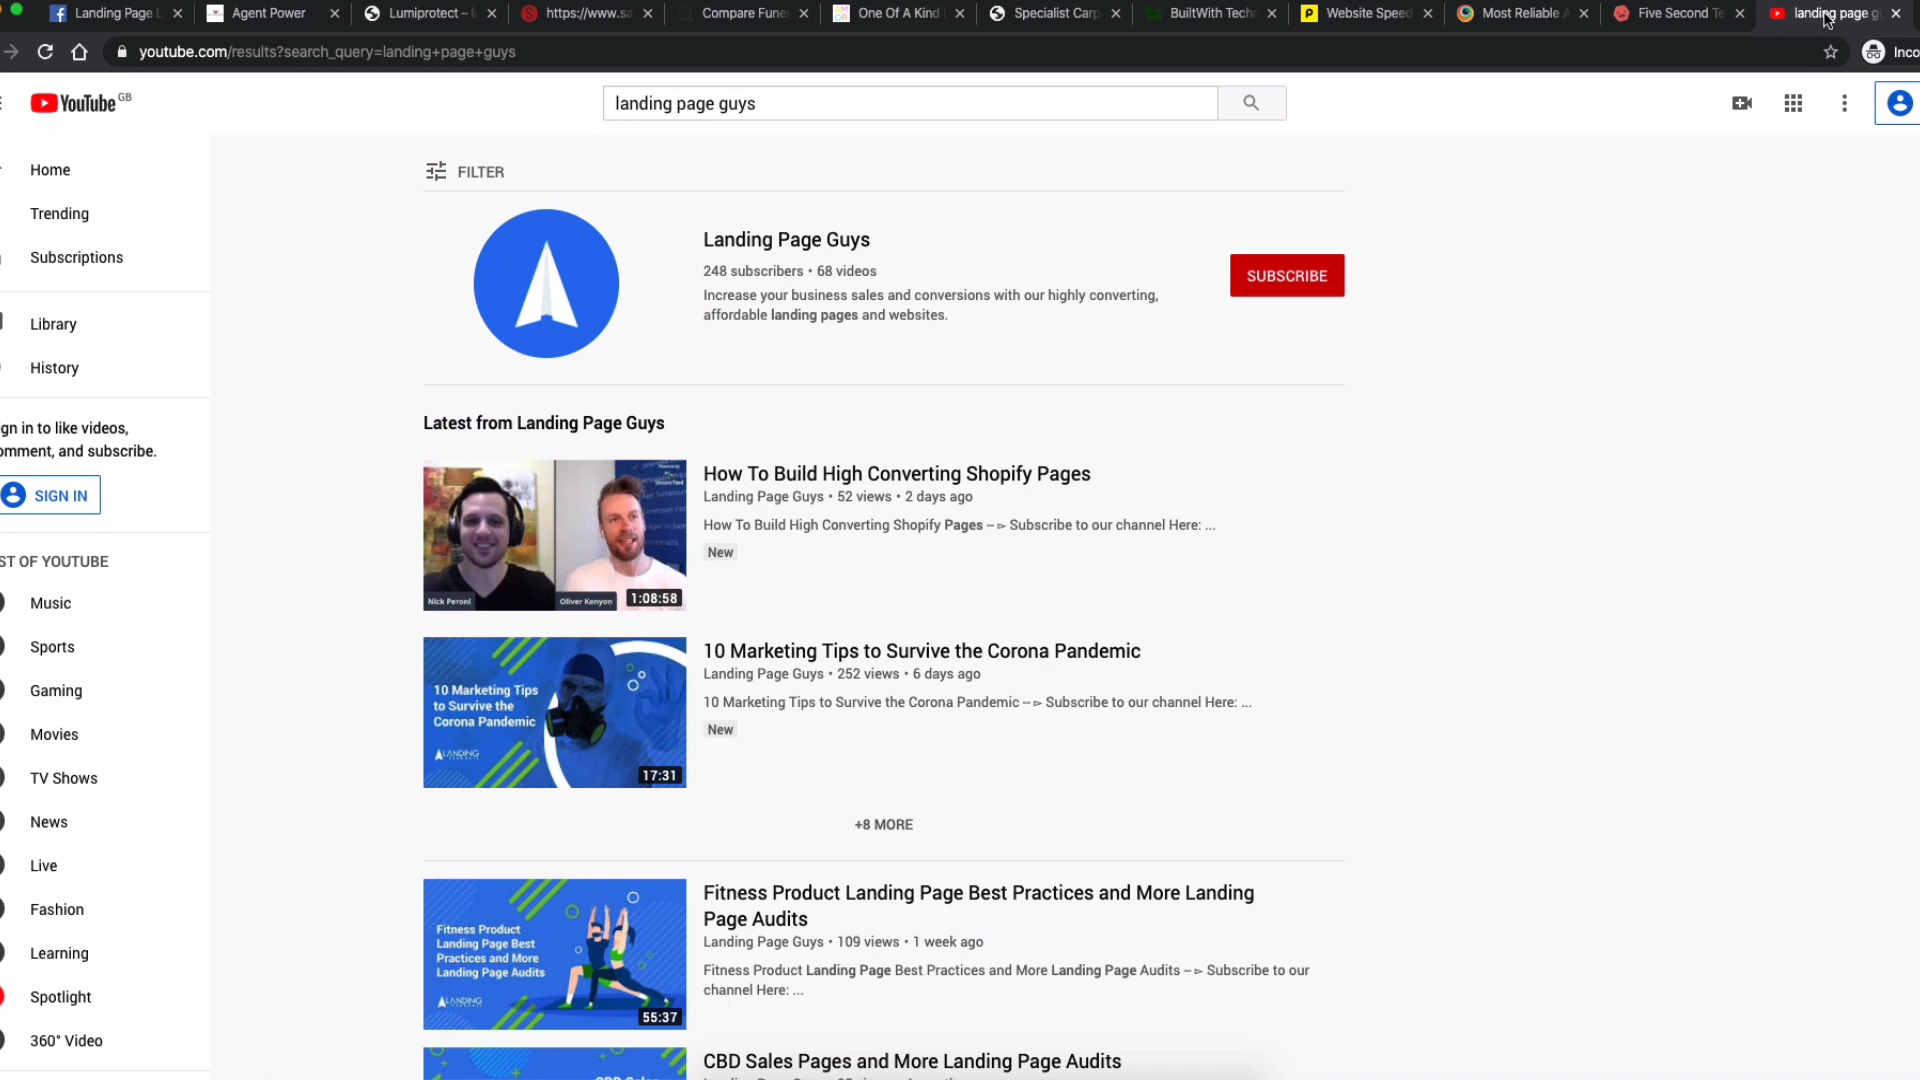 Landing Page L
Agent Power
Lumiprotect –
https://www.sa
Compare Fune
One Of A Kind
Specialist Carp
BuiltWith Tech
Website Speed
Most Reliable A
Five Second Te
landing page g
youtube.com/results?search_query=landing+page+guys
Inco
YouTube GB
landing page guys
Home
Trending
Subscriptions
Library
History
gn in to like videos,
omment, and subscribe.
SIGN IN
ST OF YOUTUBE
Music
Sports
Gaming
Movies
TV Shows
News
Live
Fashion
Learning
Spotlight
360° Video
FILTER
Landing Page Guys
248 subscribers • 68 videos
Increase your business sales and conversions with our highly converting,
affordable landing pages and websites.
SUBSCRIBE
Latest from Landing Page Guys
Nick Peroni
Oliver Kenyon
1:08:58
How To Build High Converting Shopify Pages
Landing Page Guys • 52 views • 2 days ago
How To Build High Converting Shopify Pages -- ▻ Subscribe to our channel Here: ...
New
10 Marketing Tips
to Survive the
Corona Pandemic
LANDING
17:31
10 Marketing Tips to Survive the Corona Pandemic
Landing Page Guys • 252 views • 6 days ago
10 Marketing Tips to Survive the Corona Pandemic -- ▻ Subscribe to our channel Here: ...
New
+8 MORE
Fitness Product
Landing Page Best
Practices and More
Landing Page Audits
LANDING
55:37
Fitness Product Landing Page Best Practices and More Landing
Page Audits
Landing Page Guys • 109 views • 1 week ago
Fitness Product Landing Page Best Practices and More Landing Page Audits -- ▻ Subscribe to our
channel Here: ...
CBD Sales Pages and More Landing Page Audits